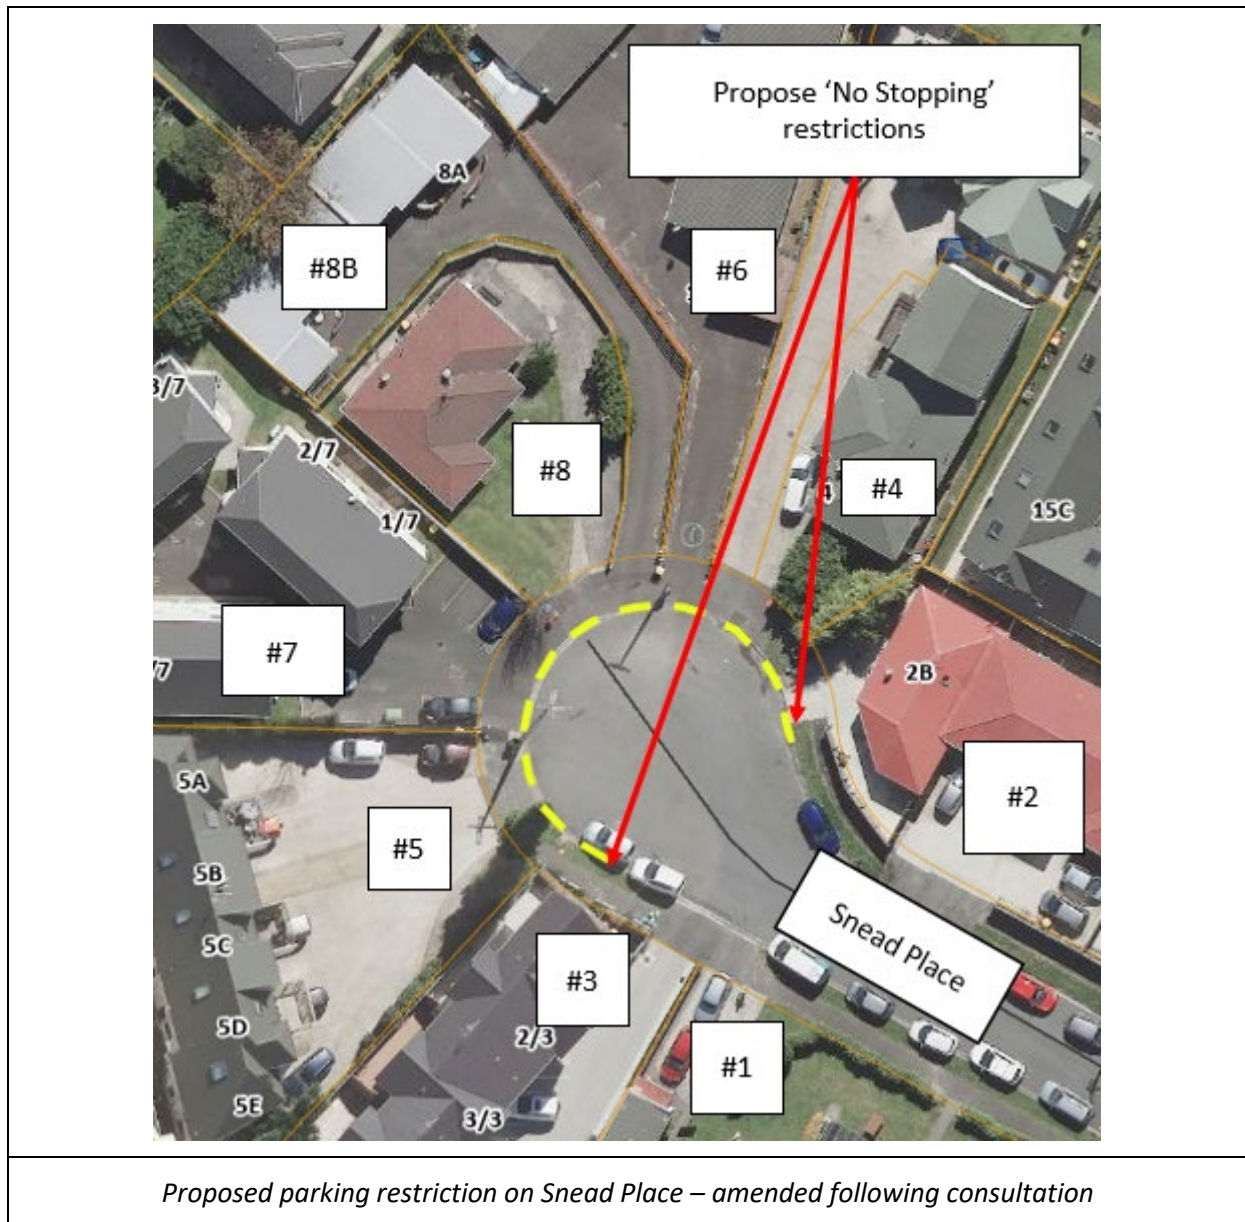 Propose ‘No Stopping’
restrictions
8A
#8B
#6
3/7
#8
#4
2/7
1/7
15C
#7
2B
/7
#2
5A
#5
5B
Snead Place
5C
#3
5D
2/3
#1
5E
3/3
Proposed parking restriction on Snead Place – amended following consultation